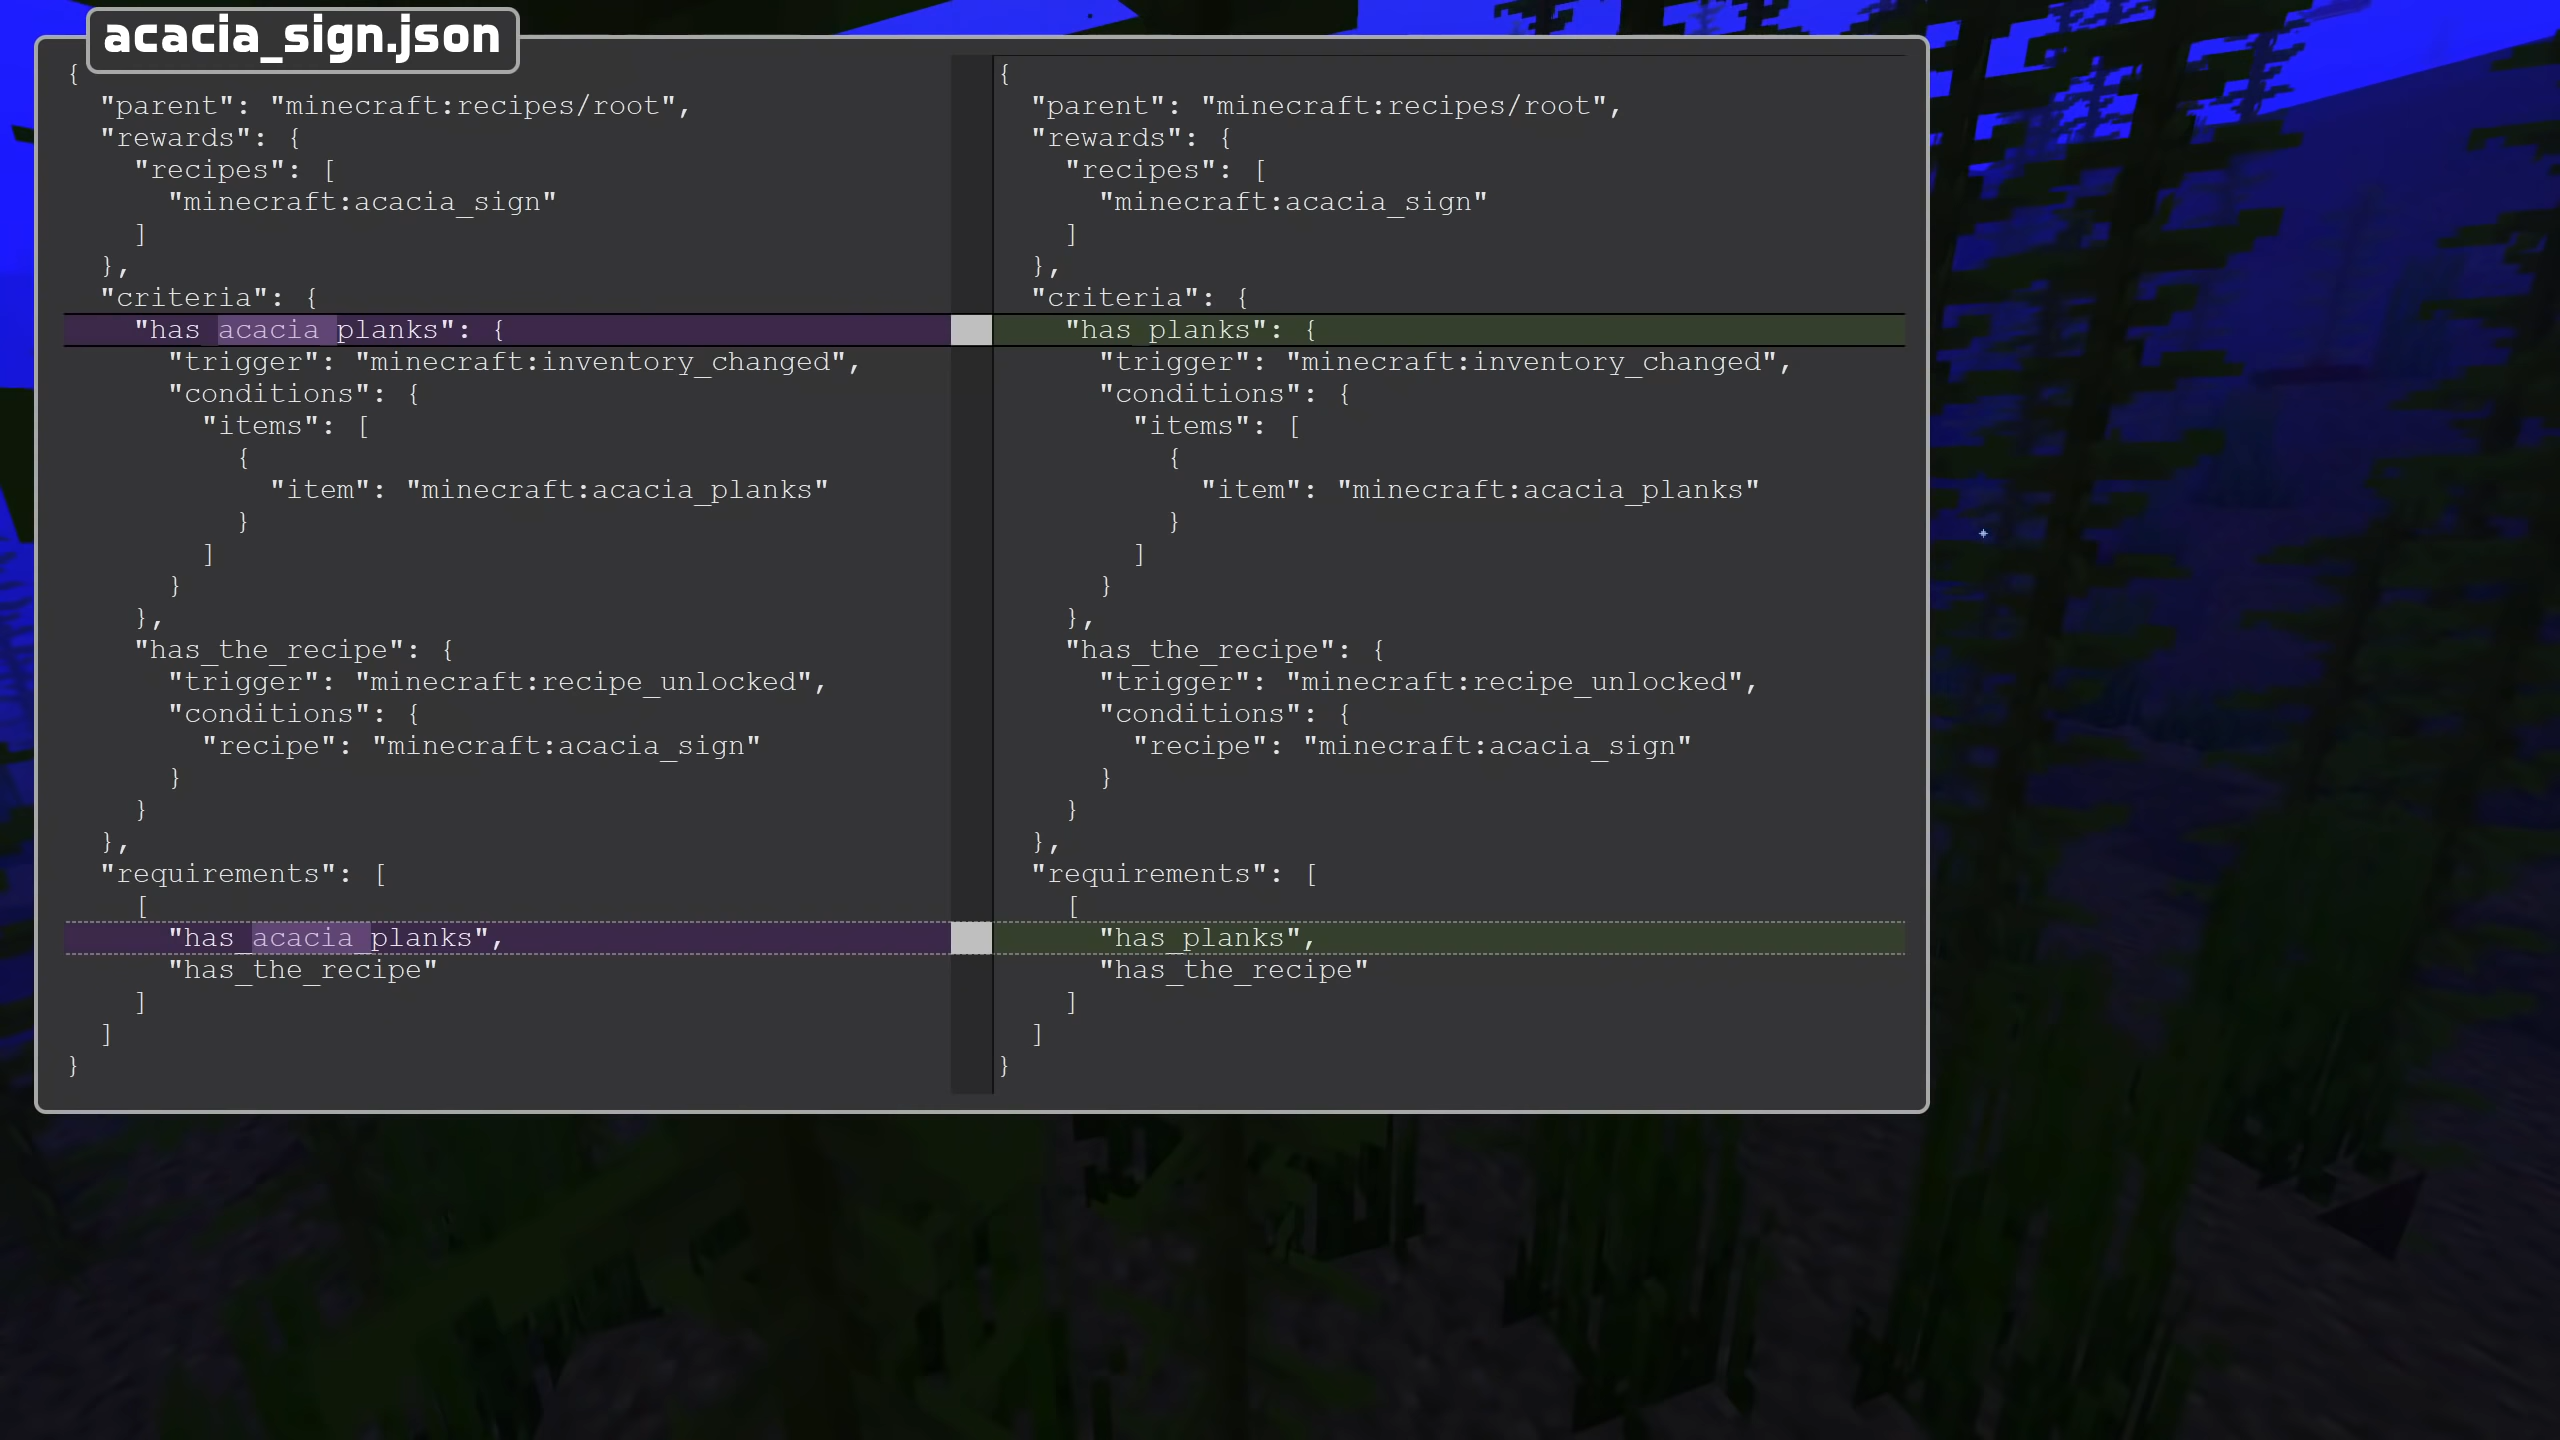 acacia_sign.json
{
  "parent": "minecraft:recipes/root",
  "rewards": {
    "recipes": [
      "minecraft:acacia_sign"
    ]
  },
  "criteria": {
    "has_acacia_planks": {
      "trigger": "minecraft:inventory_changed",
      "conditions": {
        "items": [
          {
            "item": "minecraft:acacia_planks"
          }
        ]
      }
    },
    "has_the_recipe": {
      "trigger": "minecraft:recipe_unlocked",
      "conditions": {
        "recipe": "minecraft:acacia_sign"
      }
    }
  },
  "requirements": [
    [
      "has_acacia_planks",
      "has_the_recipe"
    ]
  ]
}
{
  "parent": "minecraft:recipes/root",
  "rewards": {
    "recipes": [
      "minecraft:acacia_sign"
    ]
  },
  "criteria": {
    "has_planks": {
      "trigger": "minecraft:inventory_changed",
      "conditions": {
        "items": [
          {
            "item": "minecraft:acacia_planks"
          }
        ]
      }
    },
    "has_the_recipe": {
      "trigger": "minecraft:recipe_unlocked",
      "conditions": {
        "recipe": "minecraft:acacia_sign"
      }
    }
  },
  "requirements": [
    [
      "has_planks",
      "has_the_recipe"
    ]
  ]
}